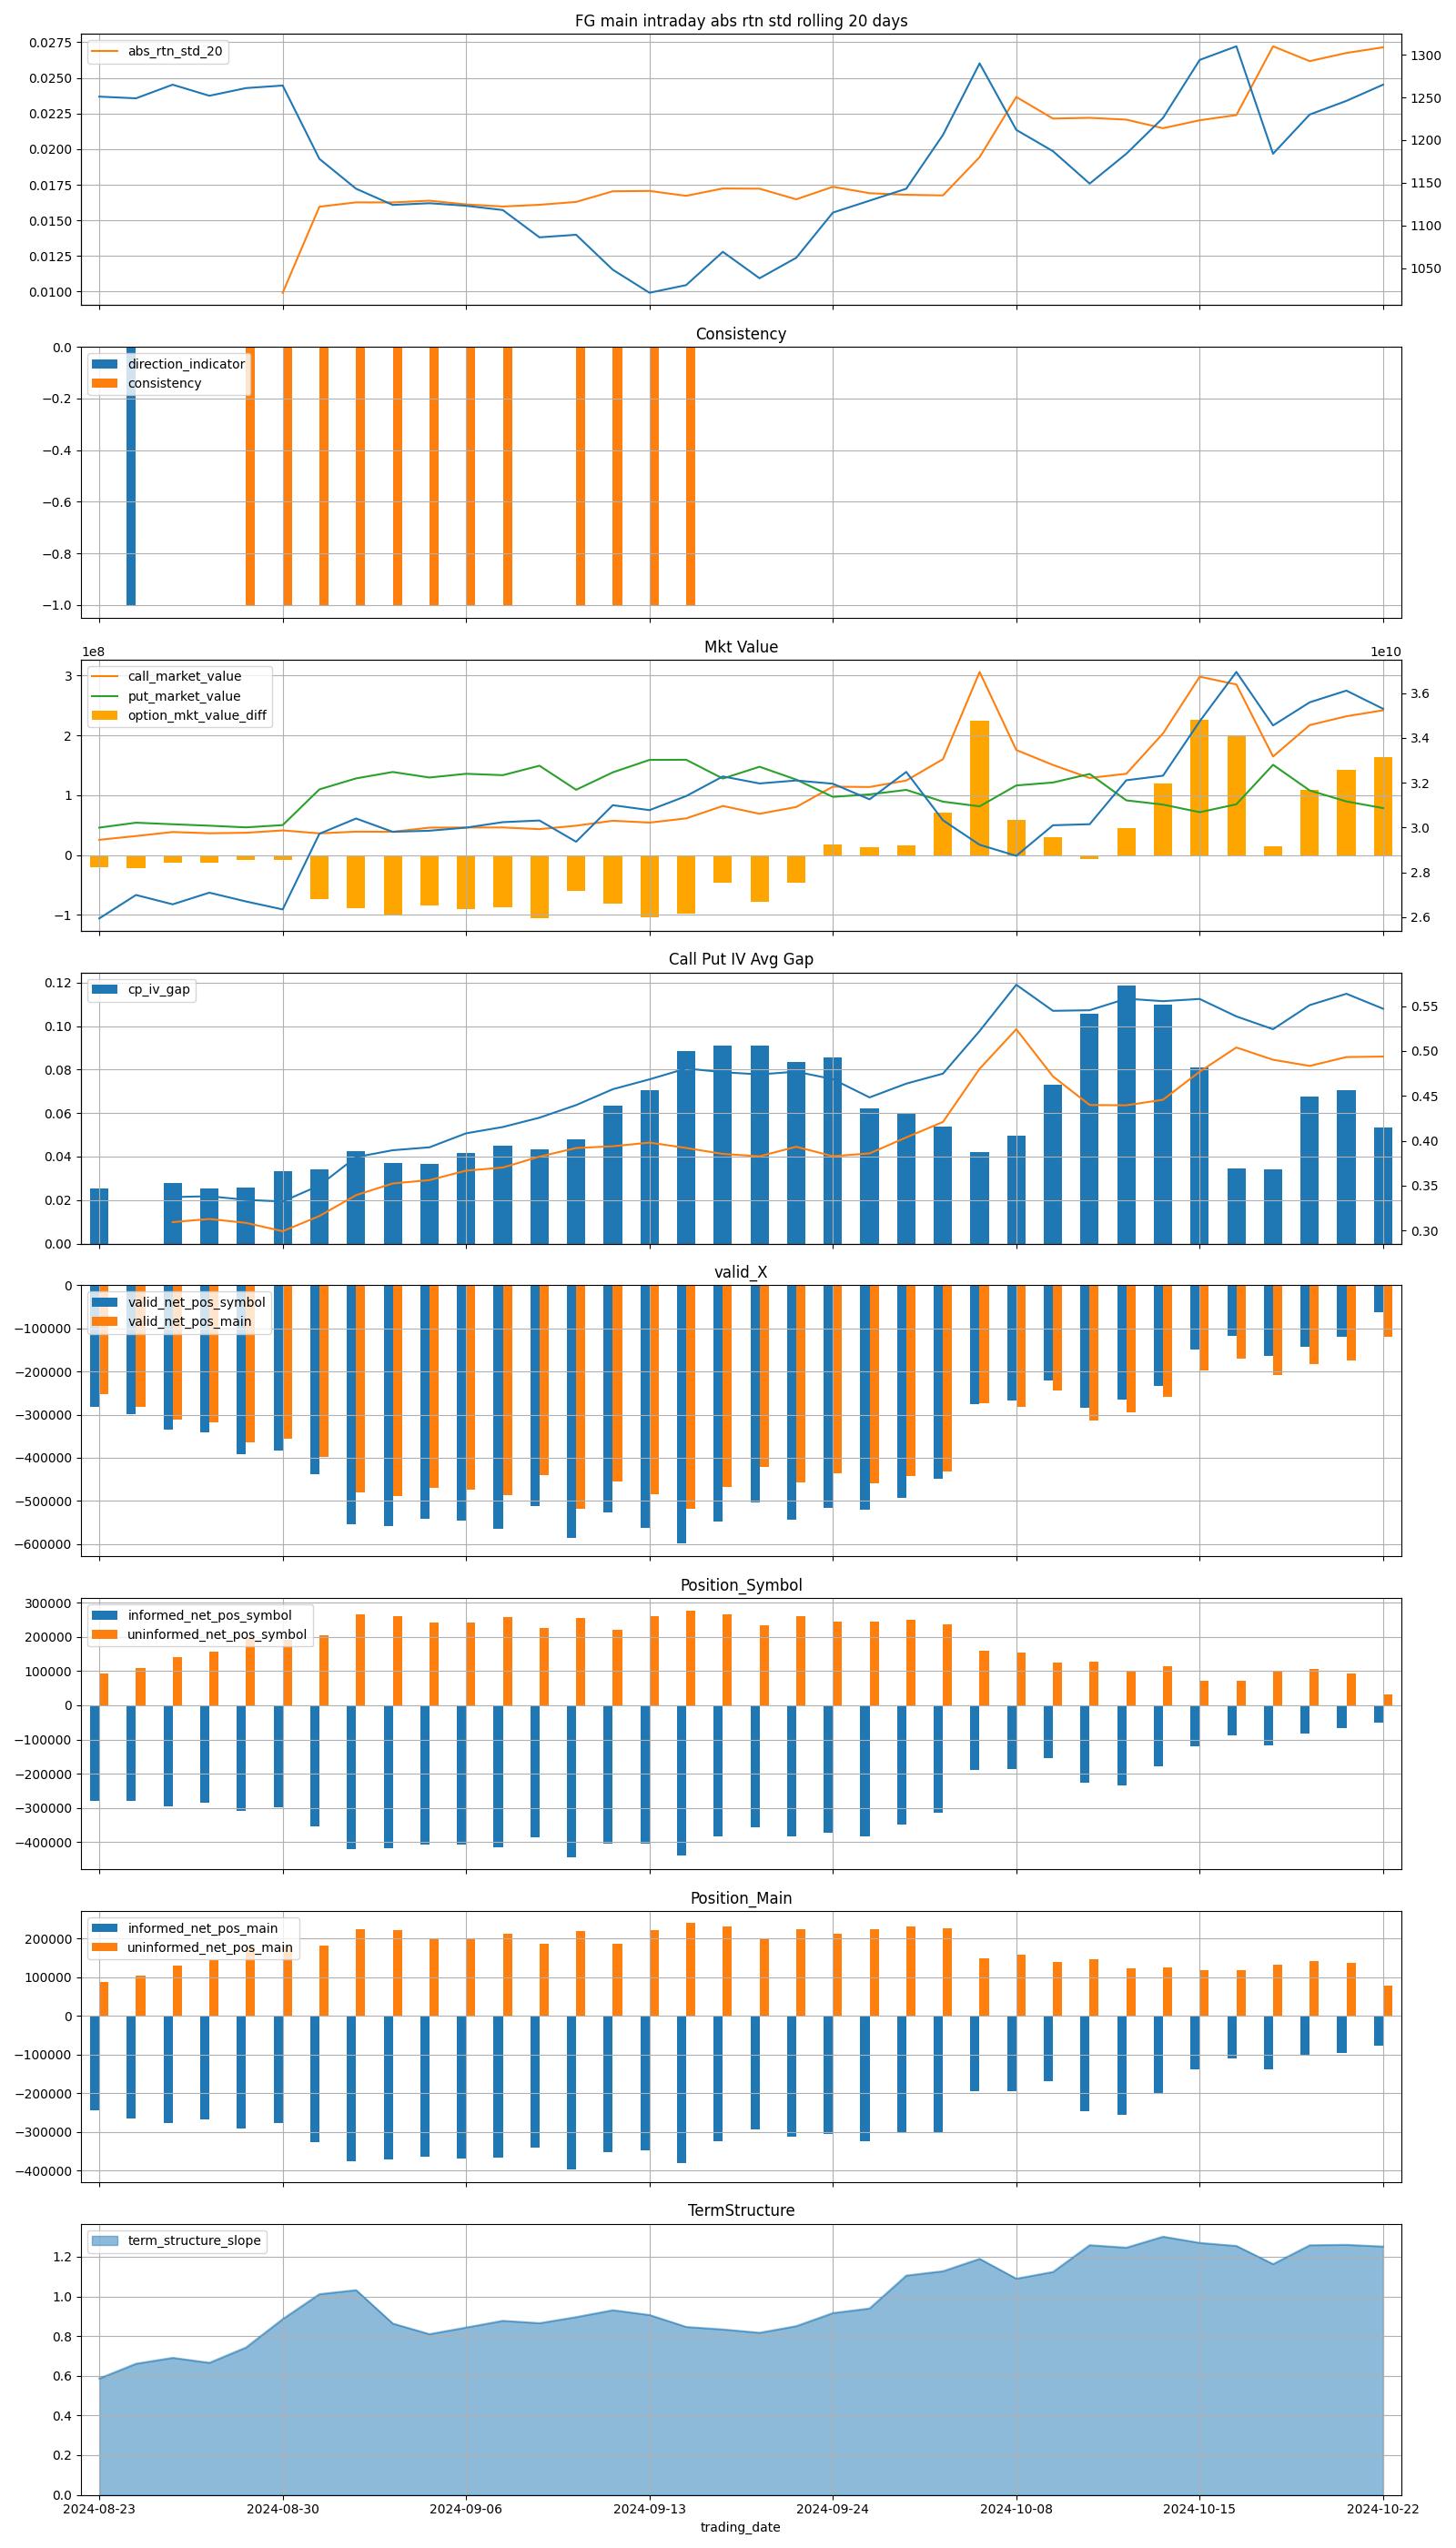 FG main intraday abs rtn std rolling 20 days
abs_rtn_std_20
0.0275
0.0250
0.0225
0.0200
0.0175
0.0150
0.0125
0.0100
1300
1250
1200
1150
1100
1050
Consistency
direction_indicator
consistency
0.0
−0.2
−0.4
−0.6
−0.8
−1.0
Mkt Value
1e8
1e10
call_market_value
put_market_value
option_mkt_value_diff
3
2
1
0
−1
3.6
3.4
3.2
3.0
2.8
2.6
Call Put IV Avg Gap
cp_iv_gap
0.12
0.10
0.08
0.06
0.04
0.02
0.00
0.55
0.50
0.45
0.40
0.35
0.30
valid_X
valid_net_pos_symbol
valid_net_pos_main
0
−100000
−200000
−300000
−400000
−500000
−600000
Position_Symbol
informed_net_pos_symbol
uninformed_net_pos_symbol
300000
200000
100000
0
−100000
−200000
−300000
−400000
Position_Main
informed_net_pos_main
uninformed_net_pos_main
200000
100000
0
−100000
−200000
−300000
−400000
TermStructure
term_structure_slope
1.2
1.0
0.8
0.6
0.4
0.2
0.0
2024-08-23 2024-08-30 2024-09-06 2024-09-13 2024-09-24 2024-10-08 2024-10-15 2024-10-22
trading_date